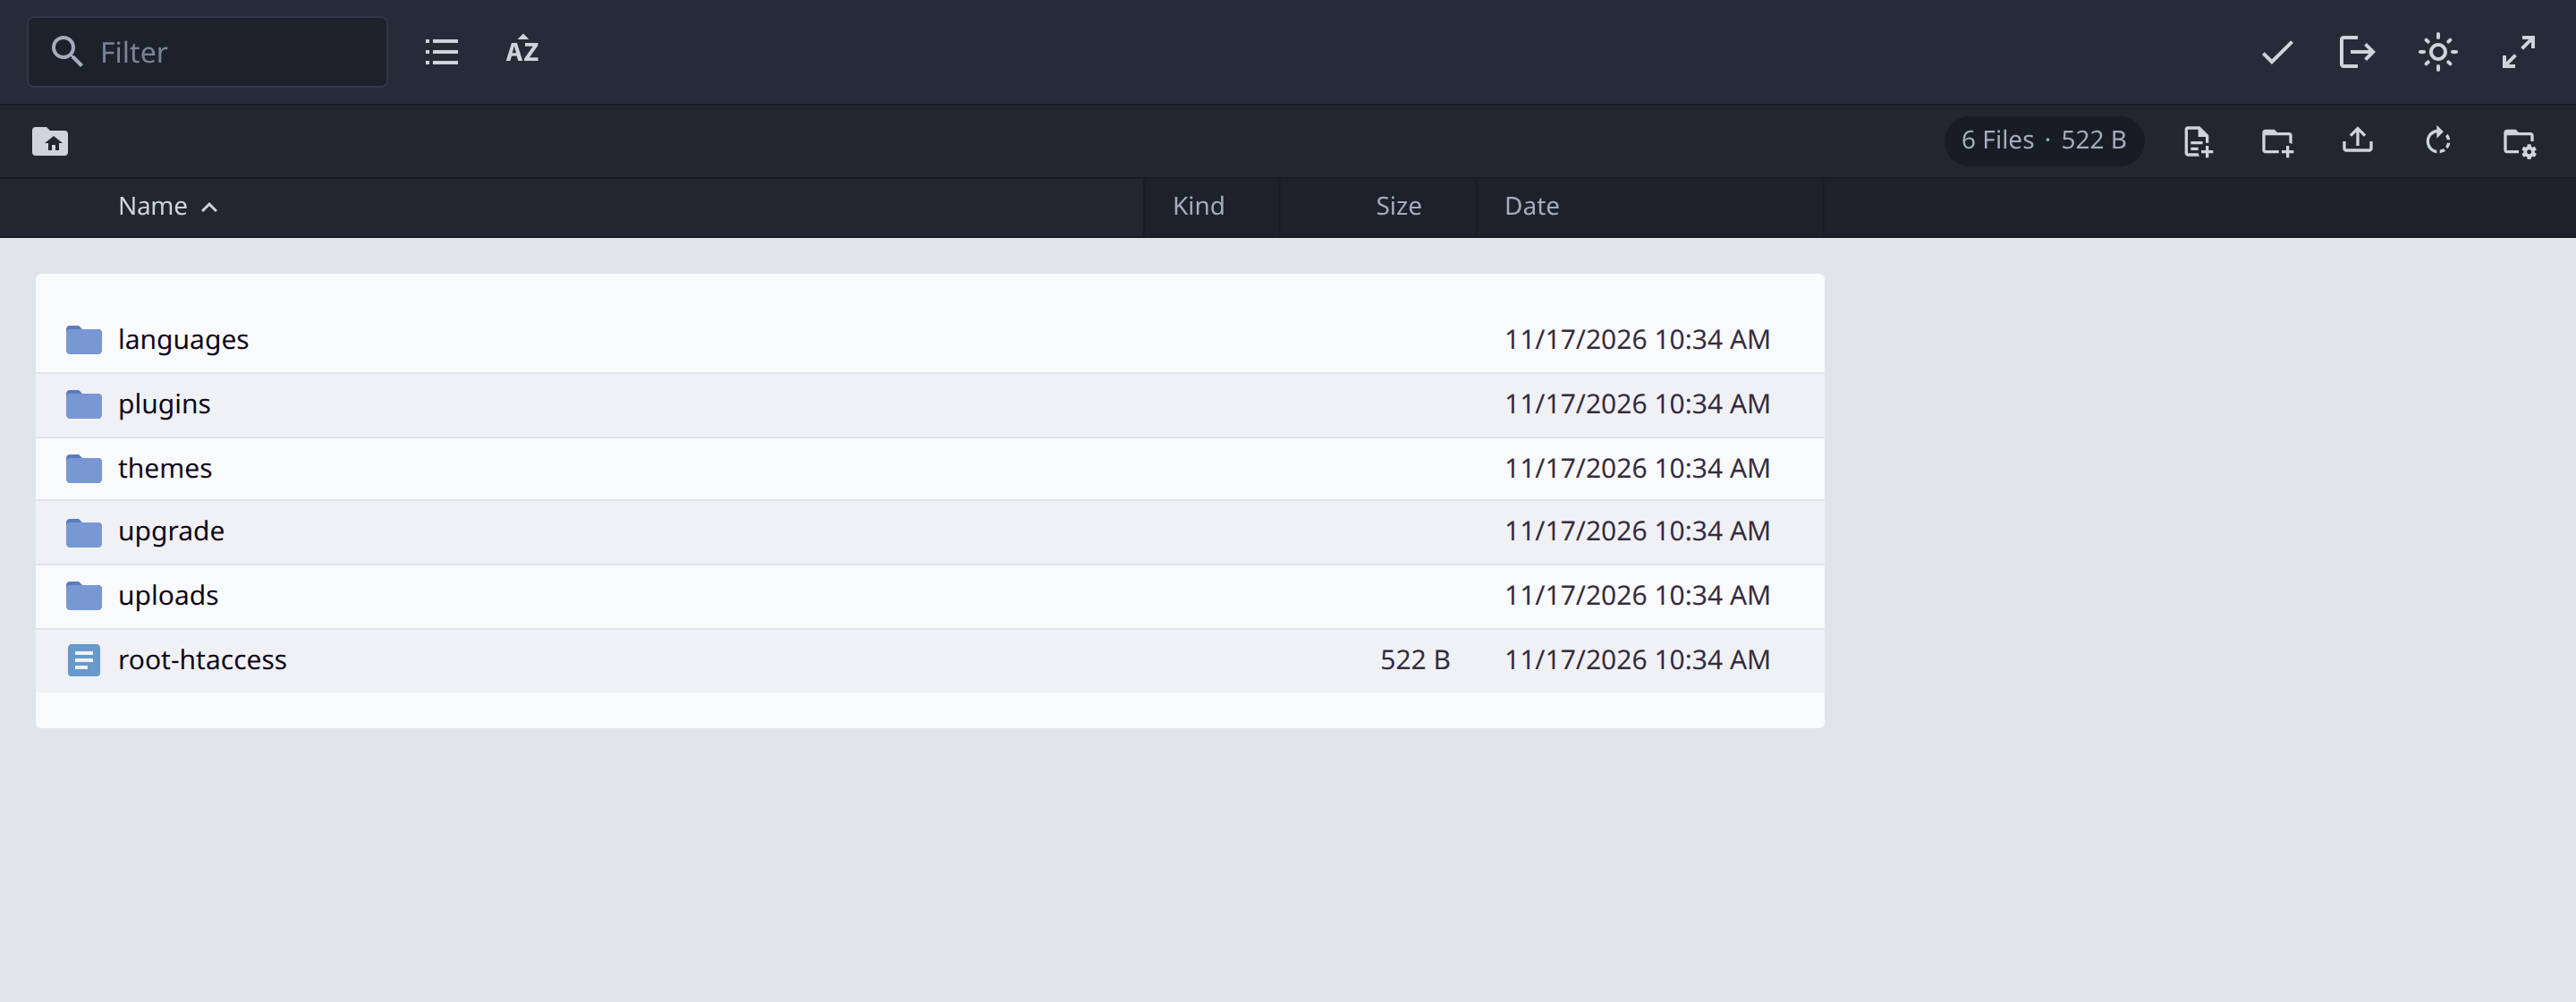 Filter
AZ
6 Files · 522 B
Name Kind Size Date
languages 11/17/2026 10:34 AM
plugins 11/17/2026 10:34 AM
themes 11/17/2026 10:34 AM
upgrade 11/17/2026 10:34 AM
uploads 11/17/2026 10:34 AM
root-htaccess 522 B 11/17/2026 10:34 AM